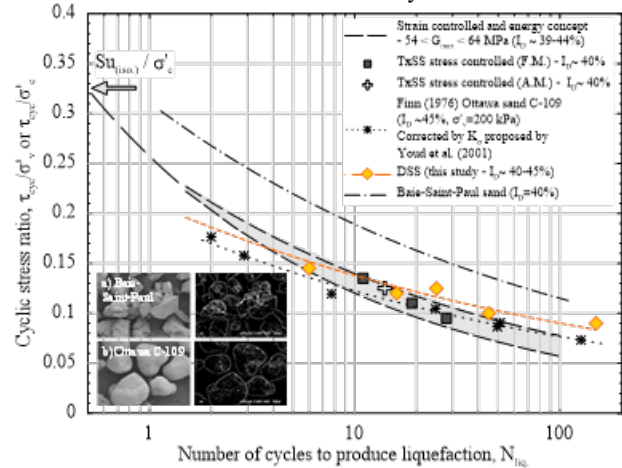 0.4
0.35
0.3
0.25
0.2
0.15
0.1
0.05
0
Cyclic stress ratio, τcyc/σ'v or τcyc/σ'c
Su(iso.) / σ'c
Strain controlled and energy concept
- 54 < Gmax < 64 MPa (ID ~ 39-44%)
TxSS stress controlled (F.M.) - ID~ 40%
TxSS stress controlled (A.M.) - ID~ 40%
Finn (1976) Ottawa sand C-109
(ID ~45%, σ'v=200 kPa)
Corrected by Kσ proposed by
Youd et al. (2001)
DSS (this study - ID~ 40-45%)
Baie-Saint-Paul sand (ID=40%)
a) Baie-
Saint-Paul
b) Ottawa C-109
1 10 100
Number of cycles to produce liquefaction, Nliq.